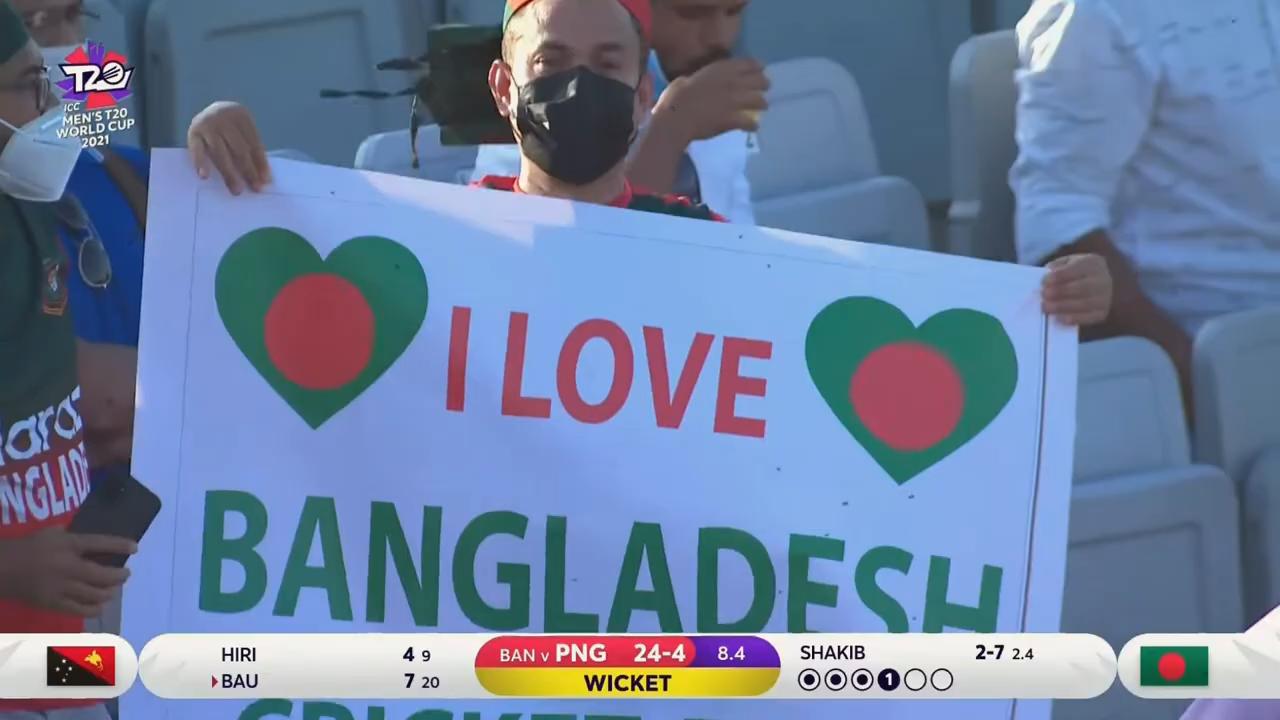 T20
ICC
MEN'S T20
WORLD CUP
2021
I LOVE
BANGLADESH
HIRI 4 9
BAU 7 20
BAN v PNG 24-4 8.4
WICKET
SHAKIB 2-7 2.4
1